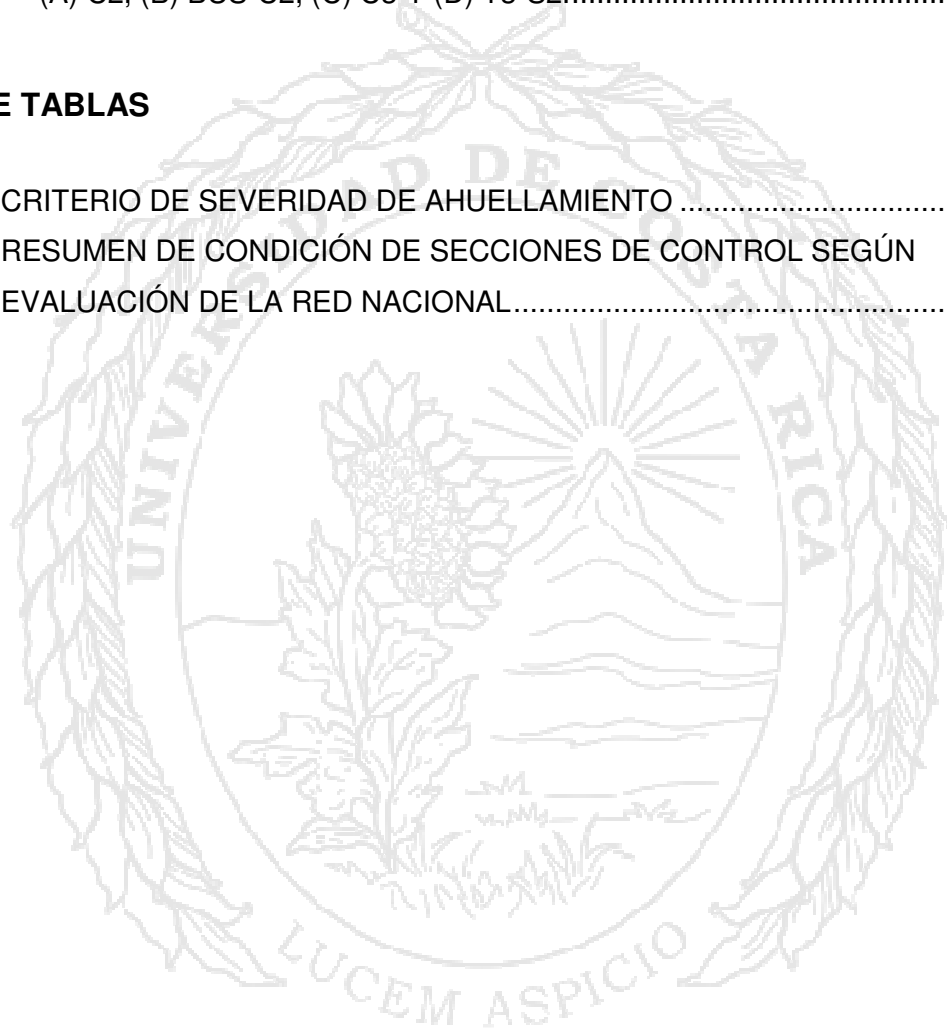 E TABLAS
CRITERIO DE SEVERIDAD DE AHUELLAMIENTO ..............................
RESUMEN DE CONDICIÓN DE SECCIONES DE CONTROL SEGÚN
EVALUACIÓN DE LA RED NACIONAL....................................................
UNIVERSIDAD DE COSTA RICA
LUCEM ASPICIO